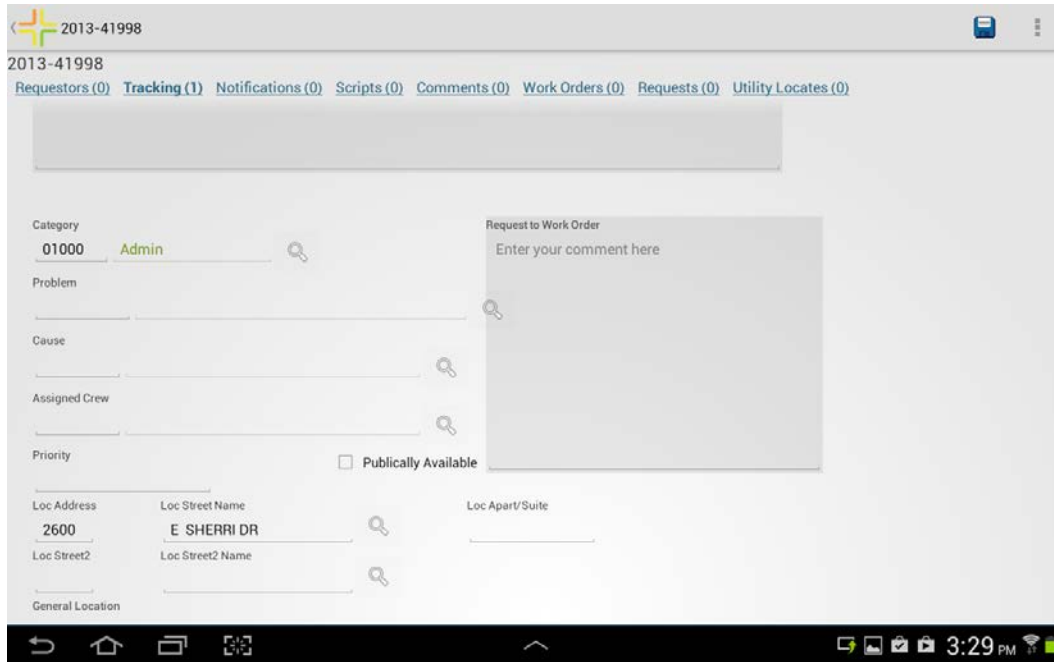 2013-41998
2013-41998
Requestors (0) Tracking (1) Notifications (0) Scripts (0) Comments (0) Work Orders (0) Requests (0) Utility Locates (0)
Category
01000 Admin
Request to Work Order
Enter your comment here
Problem
Cause
Assigned Crew
Priority
Publically Available
Loc Address Loc Street Name Loc Apart/Suite
2600 E SHERRI DR
Loc Street2 Loc Street2 Name
General Location
3:29 PM